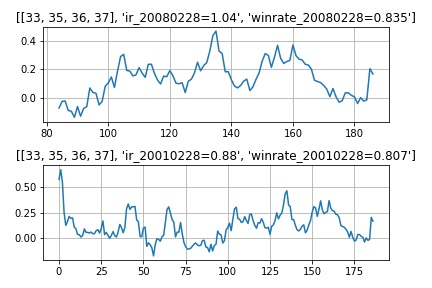 [[33, 35, 36, 37], 'ir_20080228=1.04', 'winrate_20080228=0.835']
0.4
0.2
0.0
80 100 120 140 160 180
[[33, 35, 36, 37], 'ir_20010228=0.88', 'winrate_20010228=0.807']
0.50
0.25
0.00
0 25 50 75 100 125 150 175